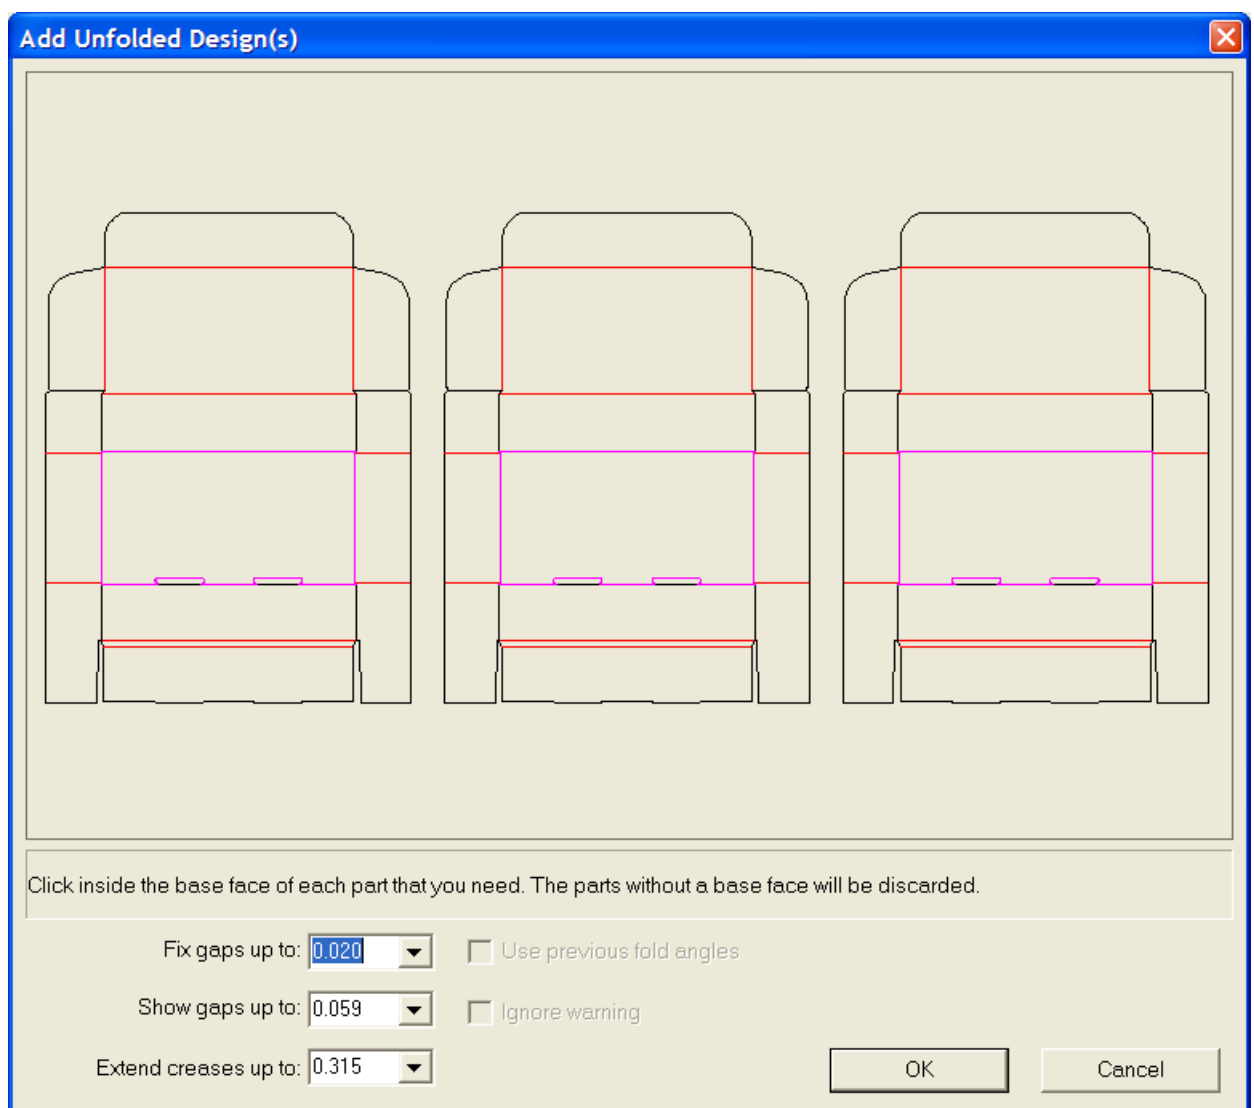 Add Unfolded Design(s)
Click inside the base face of each part that you need. The parts without a base face will be discarded.
Fix gaps up to: 0.020 Use previous fold angles
Show gaps up to: 0.059 Ignore warning
Extend creases up to: 0.315 OK Cancel